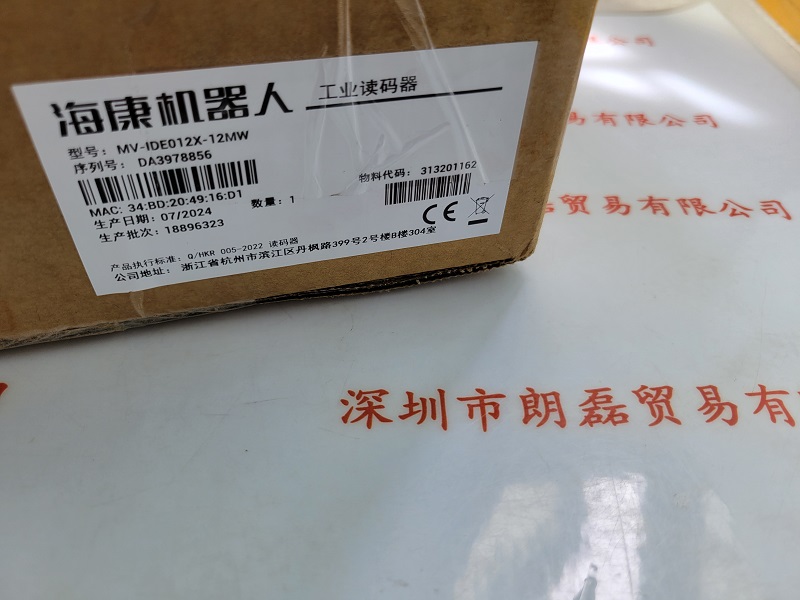 海康机器人 工业读码器
型号: MV-IDE012X-12MW
序列号: DA3978856
物料代码: 313201162
MAC: 34:BD:20:49:16:D1 数量: 1
生产日期: 07/2024
生产批次: 18896323
CE
产品执行标准: Q/HKR 005-2022 读码器
公司地址: 浙江省杭州市滨江区丹枫路399号2号楼B楼304室
公司
易有限公司
贸易有限公司
深圳市朗磊贸易有